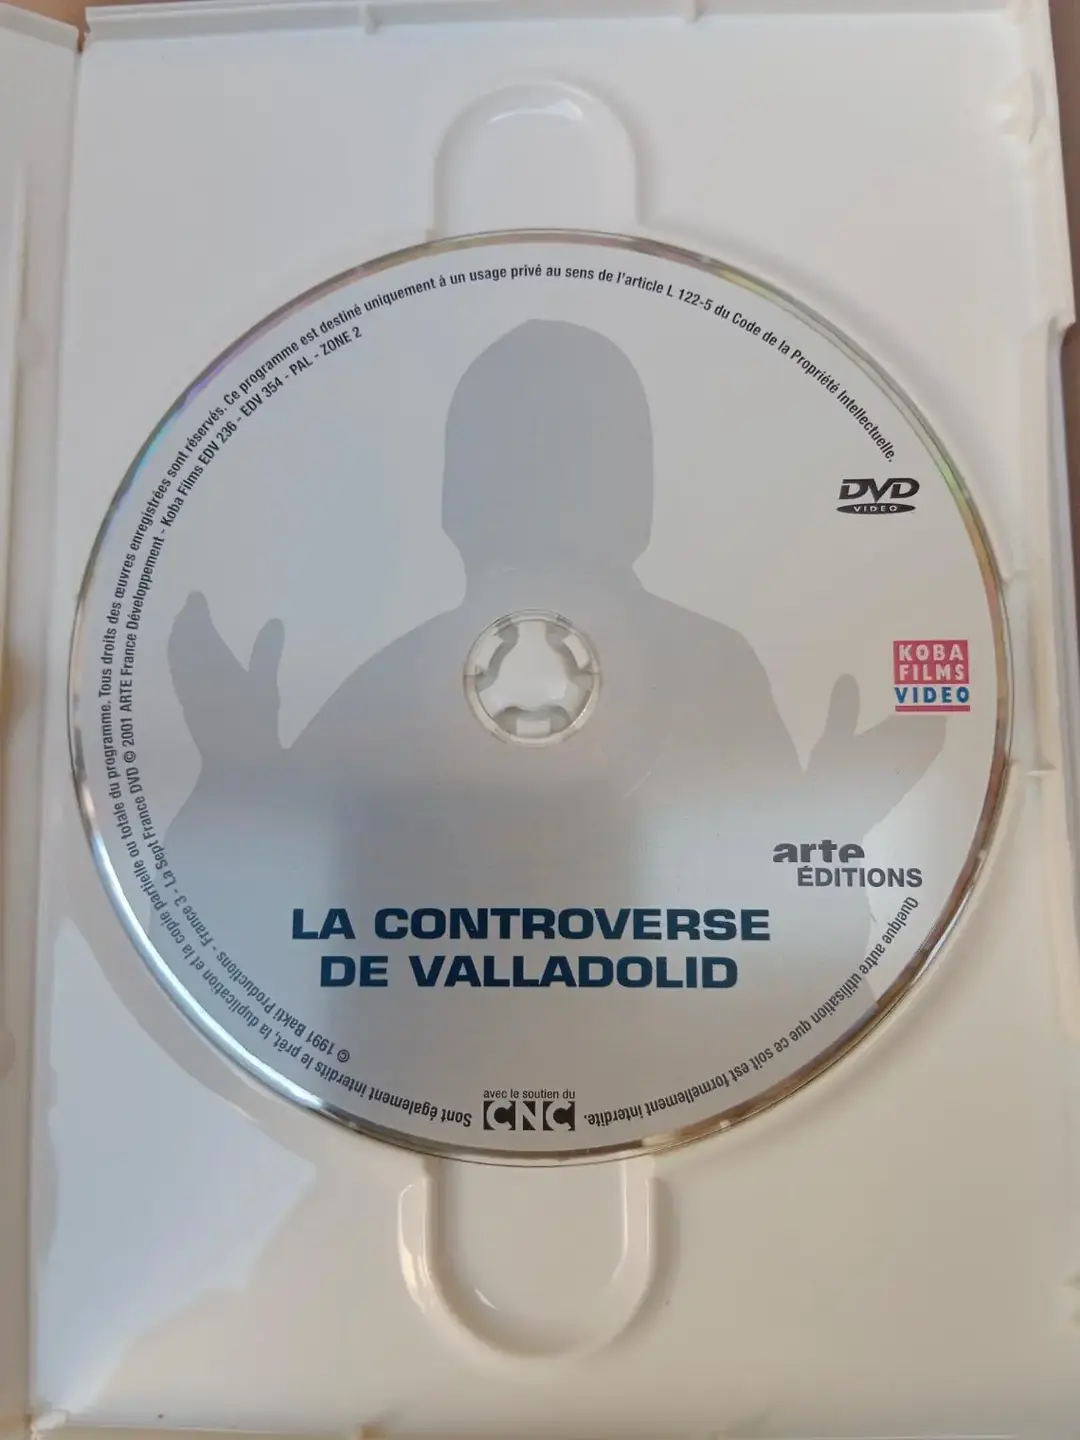 Sont également interdits le prêt, la duplication et la copie partielle ou totale du programme. Tous droits des œuvres enregistrées sont réservés. Ce programme est destiné uniquement à un usage privé au sens de l'article L 122-5 du Code de la Propriété Intellectuelle.
© 1991 Bakti Productions - France 3 - La Sept France DVD © 2001 ARTE France Développement - Koba Films EDV 236 - EDV 354 - PAL - ZONE 2
DVD
VIDEO
KOBA
FILMS
VIDEO
arte
ÉDITIONS
LA CONTROVERSE
DE VALLADOLID
Quelque autre utilisation que ce soit est formellement interdite.
avec le soutien du
CNC